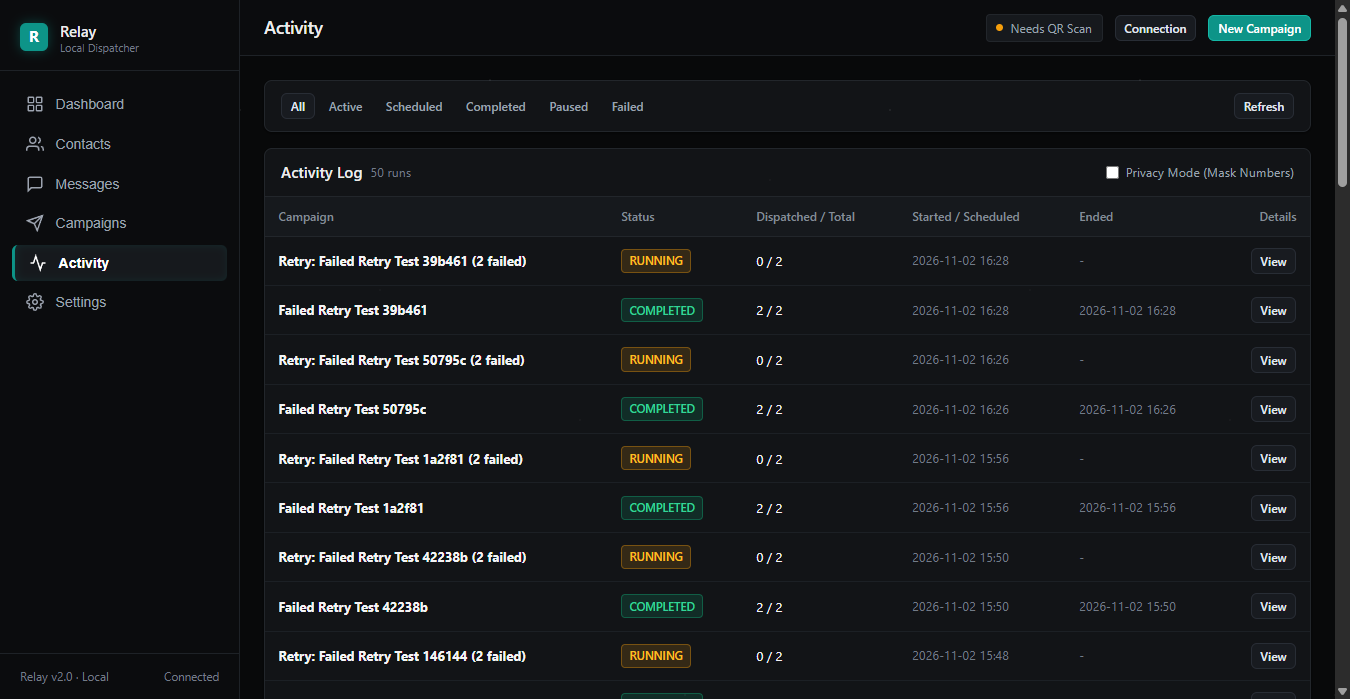 R
Relay
Local Dispatcher
Dashboard
Contacts
Messages
Campaigns
Activity
Settings
Relay v2.0 · Local
Connected
Activity
Needs QR Scan
Connection
New Campaign
All
Active
Scheduled
Completed
Paused
Failed
Refresh
Activity Log 50 runs
Privacy Mode (Mask Numbers)
Campaign Status Dispatched / Total Started / Scheduled Ended Details
Retry: Failed Retry Test 39b461 (2 failed) RUNNING 0 / 2 2026-11-02 16:28 - View
Failed Retry Test 39b461 COMPLETED 2 / 2 2026-11-02 16:28 2026-11-02 16:28 View
Retry: Failed Retry Test 50795c (2 failed) RUNNING 0 / 2 2026-11-02 16:26 - View
Failed Retry Test 50795c COMPLETED 2 / 2 2026-11-02 16:26 2026-11-02 16:26 View
Retry: Failed Retry Test 1a2f81 (2 failed) RUNNING 0 / 2 2026-11-02 15:56 - View
Failed Retry Test 1a2f81 COMPLETED 2 / 2 2026-11-02 15:56 2026-11-02 15:56 View
Retry: Failed Retry Test 42238b (2 failed) RUNNING 0 / 2 2026-11-02 15:50 - View
Failed Retry Test 42238b COMPLETED 2 / 2 2026-11-02 15:50 2026-11-02 15:50 View
Retry: Failed Retry Test 146144 (2 failed) RUNNING 0 / 2 2026-11-02 15:48 - View